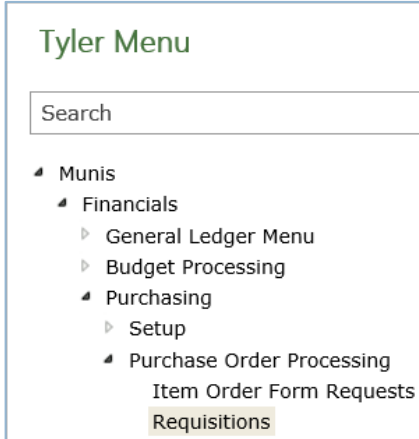 Tyler Menu
Search
Munis
Financials
General Ledger Menu
Budget Processing
Purchasing
Setup
Purchase Order Processing
Item Order Form Requests
Requisitions